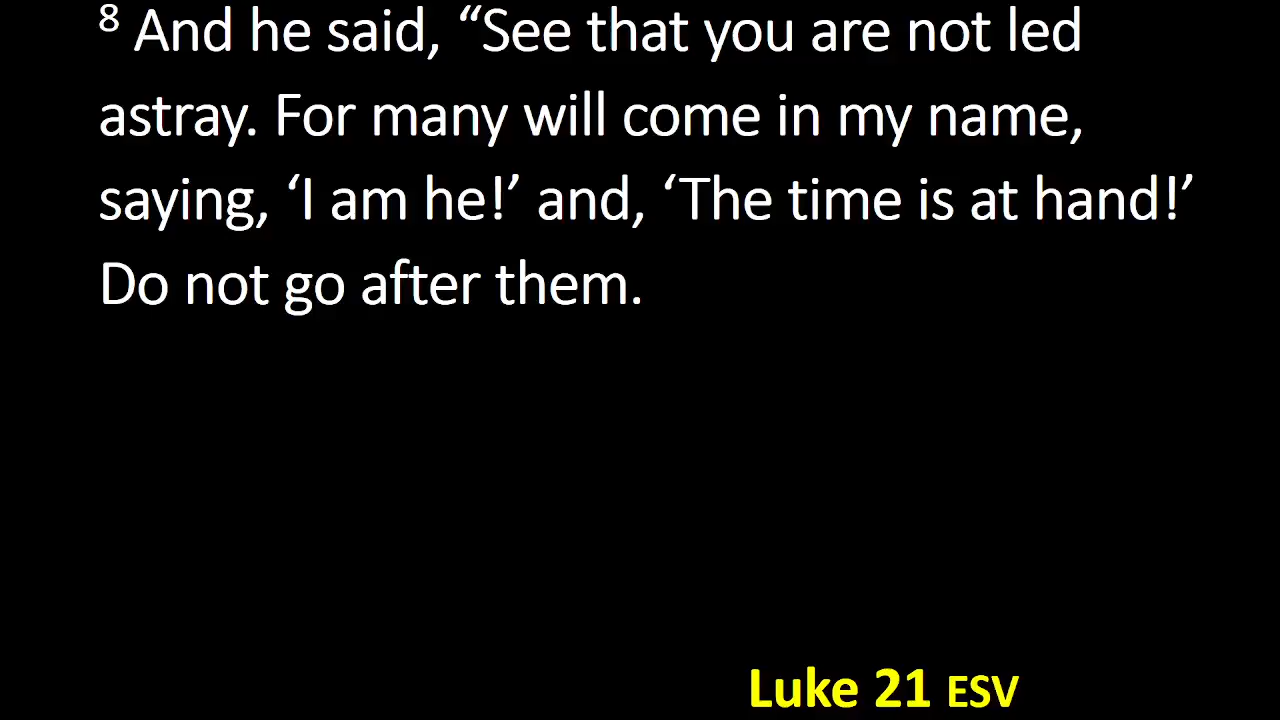 8 And he said, “See that you are not led
astray. For many will come in my name,
saying, ‘I am he!’ and, ‘The time is at hand!’
Do not go after them.
Luke 21 ESV